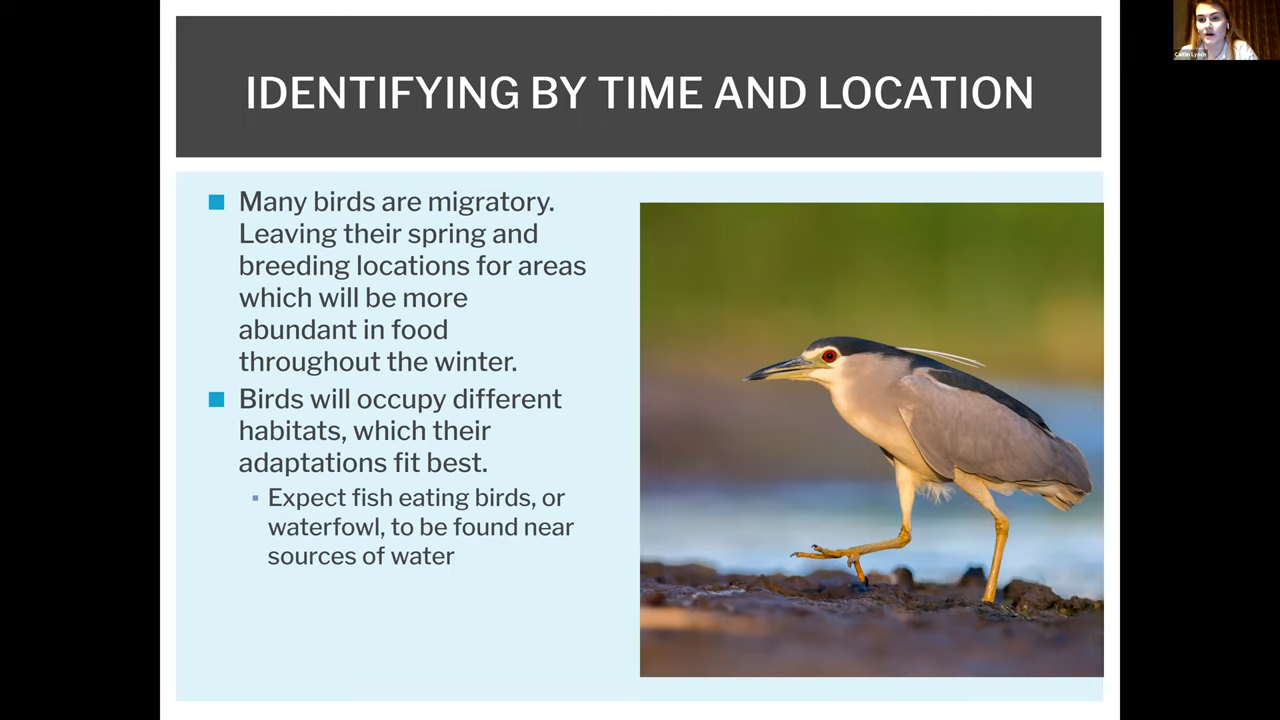 IDENTIFYING BY TIME AND LOCATION
Many birds are migratory.
Leaving their spring and
breeding locations for areas
which will be more
abundant in food
throughout the winter.
Birds will occupy different
habitats, which their
adaptations fit best.
Expect fish eating birds, or
waterfowl, to be found near
sources of water
Caitlin Lynch